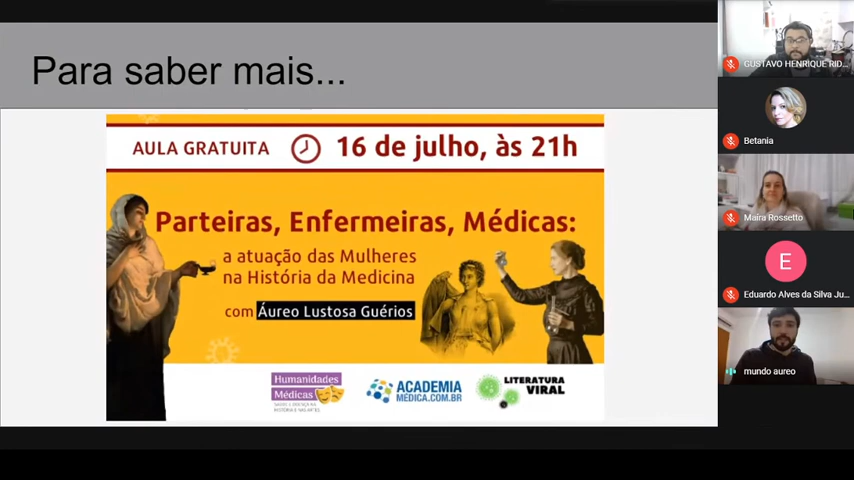 Para saber mais...
AULA GRATUITA
16 de julho, às 21h
Parteiras, Enfermeiras, Médicas:
a atuação das Mulheres
na História da Medicina
com Áureo Lustosa Guérios
Humanidades
Médicas
ACADEMIA
MÉDICA.COM.BR
LITERATURA
VIRAL
GUSTAVO HENRIQUE RID...
Betania
Maíra Rossetto
E
Eduardo Alves da Silva Ju...
mundo aureo